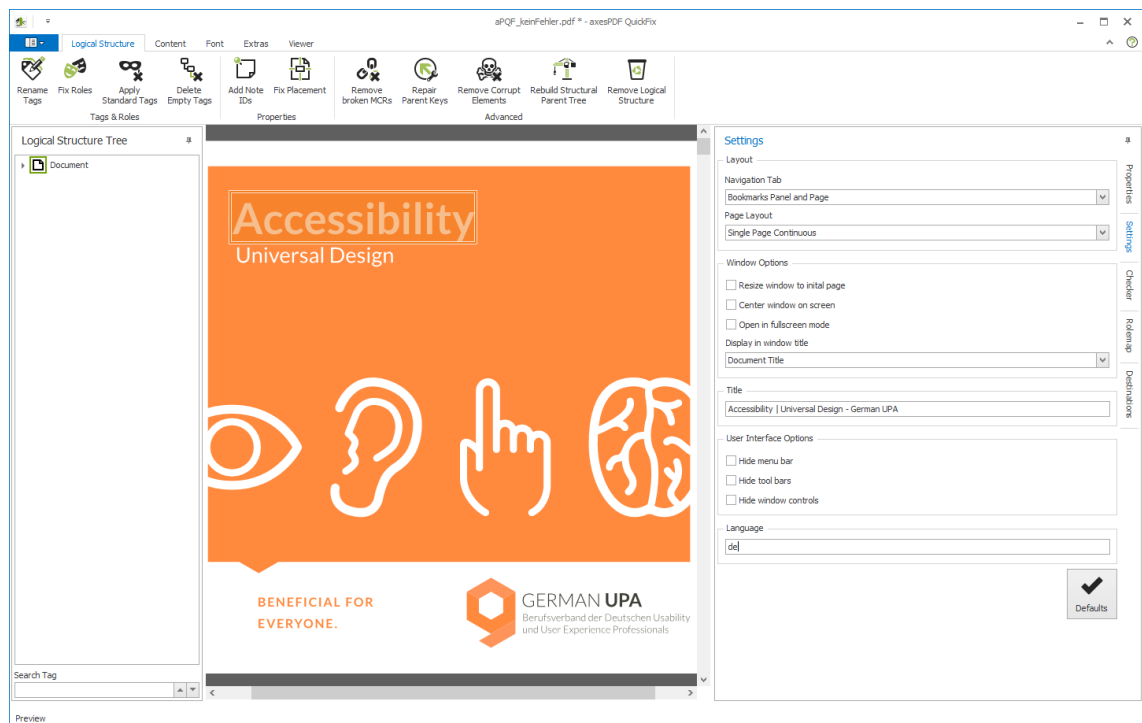 aPQF_keinFehler.pdf * - axesPDF QuickFix
Logical Structure Content Font Extras Viewer
Rename Tags
Fix Roles
Apply Standard Tags
Delete Empty Tags
Add Note IDs
Fix Placement
Remove broken MCRs
Repair Parent Keys
Remove Corrupt Elements
Rebuild Structural Parent Tree
Remove Logical Structure
Tags & Roles
Properties
Advanced
Logical Structure Tree
Document
Search Tag
Preview
Accessibility
Universal Design
BENEFICIAL FOR
EVERYONE.
GERMAN UPA
Berufsverband der Deutschen Usability
und User Experience Professionals
Settings
Layout
Navigation Tab
Bookmarks Panel and Page
Page Layout
Single Page Continuous
Window Options
Resize window to inital page
Center window on screen
Open in fullscreen mode
Display in window title
Document Title
Title
Accessibility | Universal Design - German UPA
User Interface Options
Hide menu bar
Hide tool bars
Hide window controls
Language
de
Defaults
Properties
Settings
Checker
Rolemap
Destinations